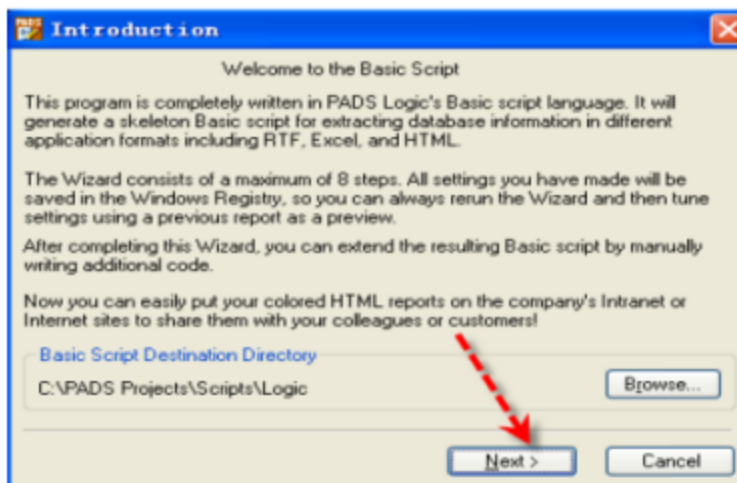 PADS
Introduction
Welcome to the Basic Script
This program is completely written in PADS Logic's Basic script language. It will
generate a skeleton Basic script for extracting database information in different
application formats including RTF, Excel, and HTML.
The Wizard consists of a maximum of 8 steps. All settings you have made will be
saved in the Windows Registry, so you can always rerun the Wizard and then tune
settings using a previous report as a preview.
After completing this Wizard, you can extend the resulting Basic script by manually
writing additional code.
Now you can easily put your colored HTML reports on the company's Intranet or
Internet sites to share them with your colleagues or customers!
Basic Script Destination Directory
C:\PADS Projects\Scripts\Logic
Browse...
Next >
Cancel